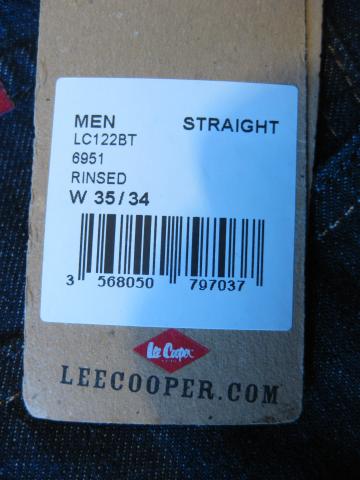 MEN STRAIGHT
LC122BT
6951
RINSED
W 35/34
3 568050 797037
Lee Cooper
LEECOOPER.COM